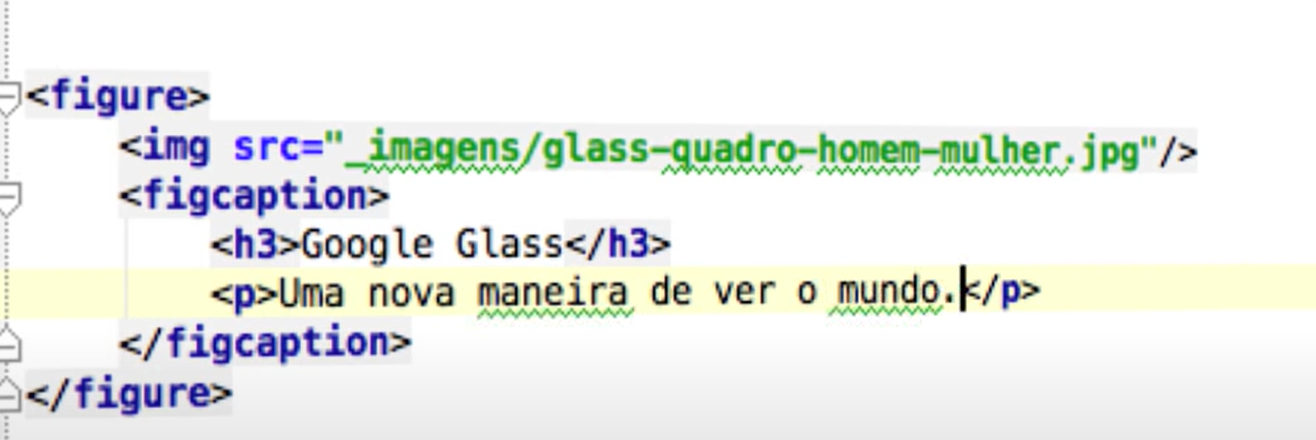 <figure>
<img src="_imagens/glass-quadro-homem-mulher.jpg"/>
<figcaption>
<h3>Google Glass</h3>
<p>Uma nova maneira de ver o mundo.</p>
</figcaption>
</figure>